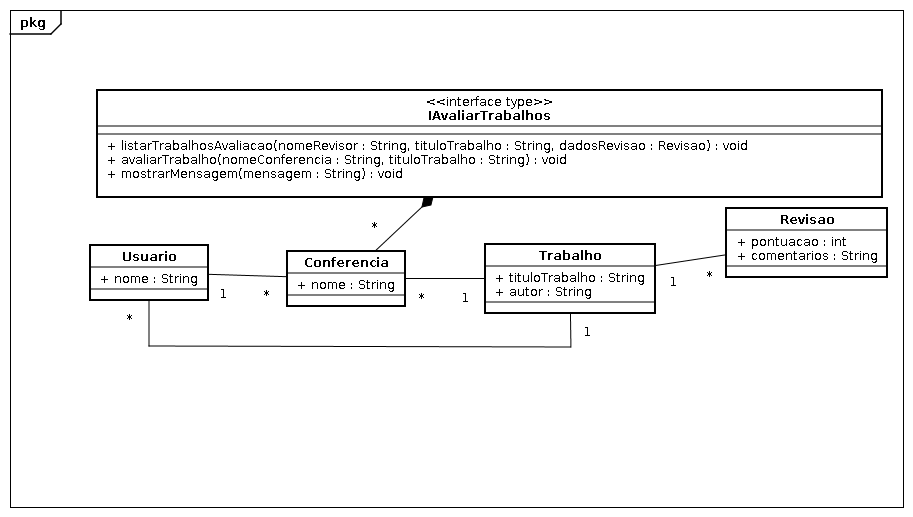 pkg
<<interface type>>
IAvaliarTrabalhos
+ listarTrabalhosAvaliacao(nomeRevisor : String, tituloTrabalho : String, dadosRevisao : Revisao) : void
+ avaliarTrabalho(nomeConferencia : String, tituloTrabalho : String) : void
+ mostrarMensagem(mensagem : String) : void
*
Usuario
+ nome : String
1
*
*
Conferencia
+ nome : String
*
1
Trabalho
+ tituloTrabalho : String
+ autor : String
1
*
1
Revisao
+ pontuacao : int
+ comentarios : String